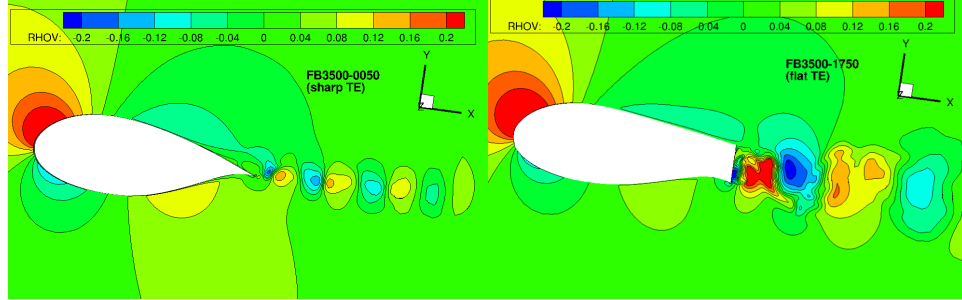 RHOV: -0.2 -0.16 -0.12 -0.08 -0.04 0 0.04 0.08 0.12 0.16 0.2
FB3500-0050
(sharp TE)
Y
X
Z
RHOV: -0.2 -0.16 -0.12 -0.08 -0.04 0 0.04 0.08 0.12 0.16 0.2
FB3500-1750
(flat TE)
Y
X
Z